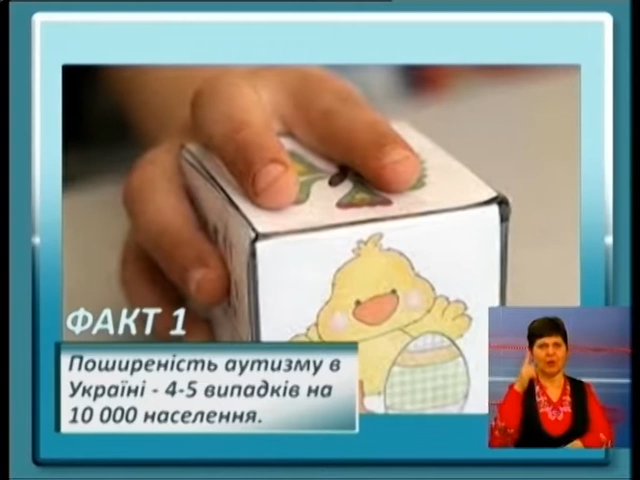 ФАКТ 1
Поширеність аутизму в
Україні - 4-5 випадків на
10 000 населення.